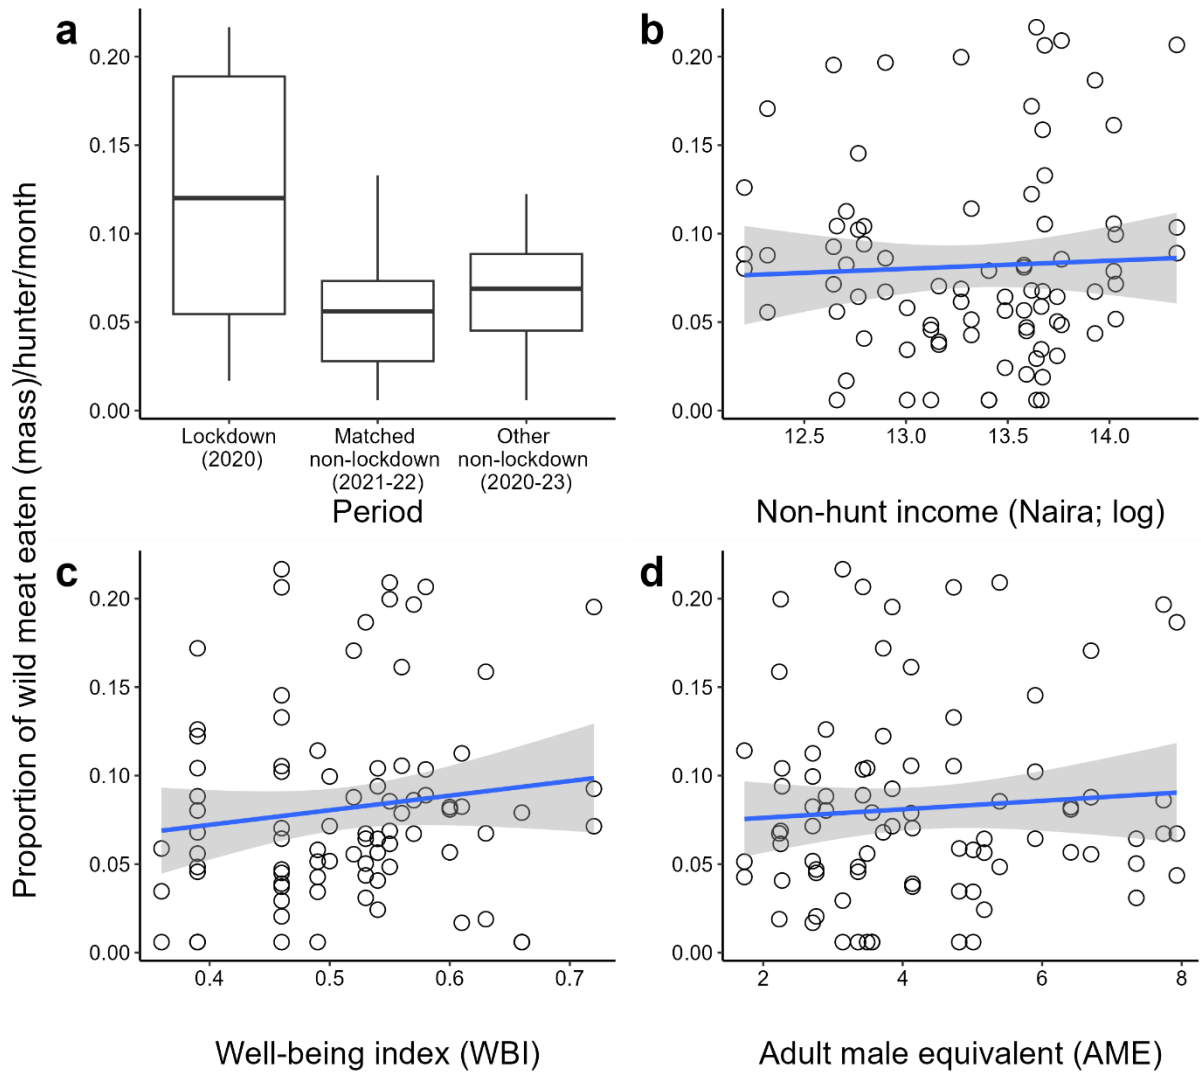 a
0.20
0.15
0.10
0.05
0.00
Lockdown
(2020)
Matched
non-lockdown
(2021-22)
Other
non-lockdown
(2020-23)
Period
b
0.20
0.15
0.10
0.05
0.00
12.5 13.0 13.5 14.0
Non-hunt income (Naira; log)
Proportion of wild meat eaten (mass)/hunter/month
c
0.20
0.15
0.10
0.05
0.00
0.4 0.5 0.6 0.7
Well-being index (WBI)
d
0.20
0.15
0.10
0.05
0.00
2 4 6 8
Adult male equivalent (AME)